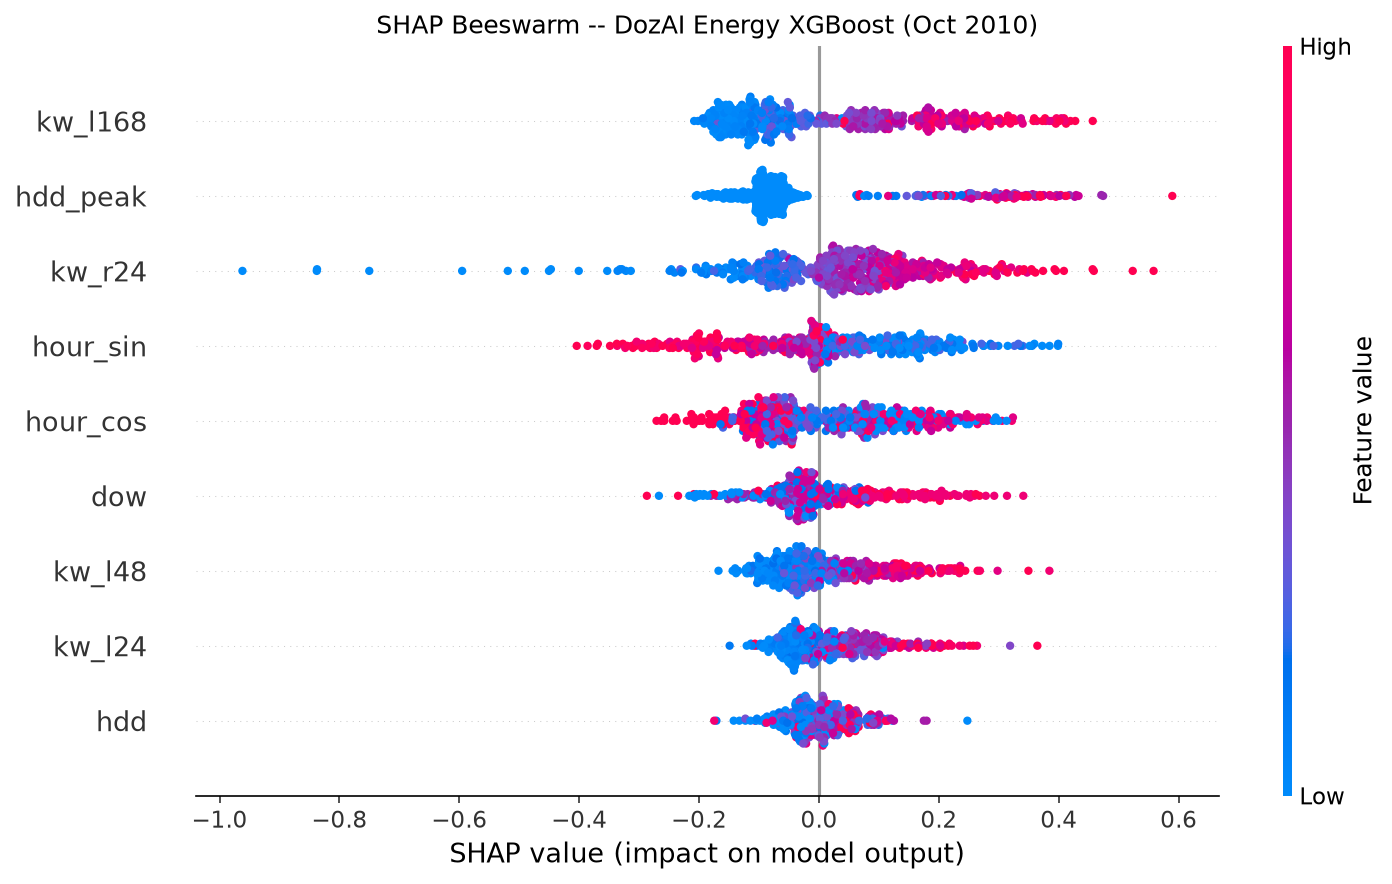 SHAP Beeswarm -- DozAI Energy XGBoost (Oct 2010)
High
kw_l168
hdd_peak
kw_r24
hour_sin
hour_cos
dow
kw_l48
kw_l24
hdd
Feature value
Low
−1.0 −0.8 −0.6 −0.4 −0.2 0.0 0.2 0.4 0.6
SHAP value (impact on model output)